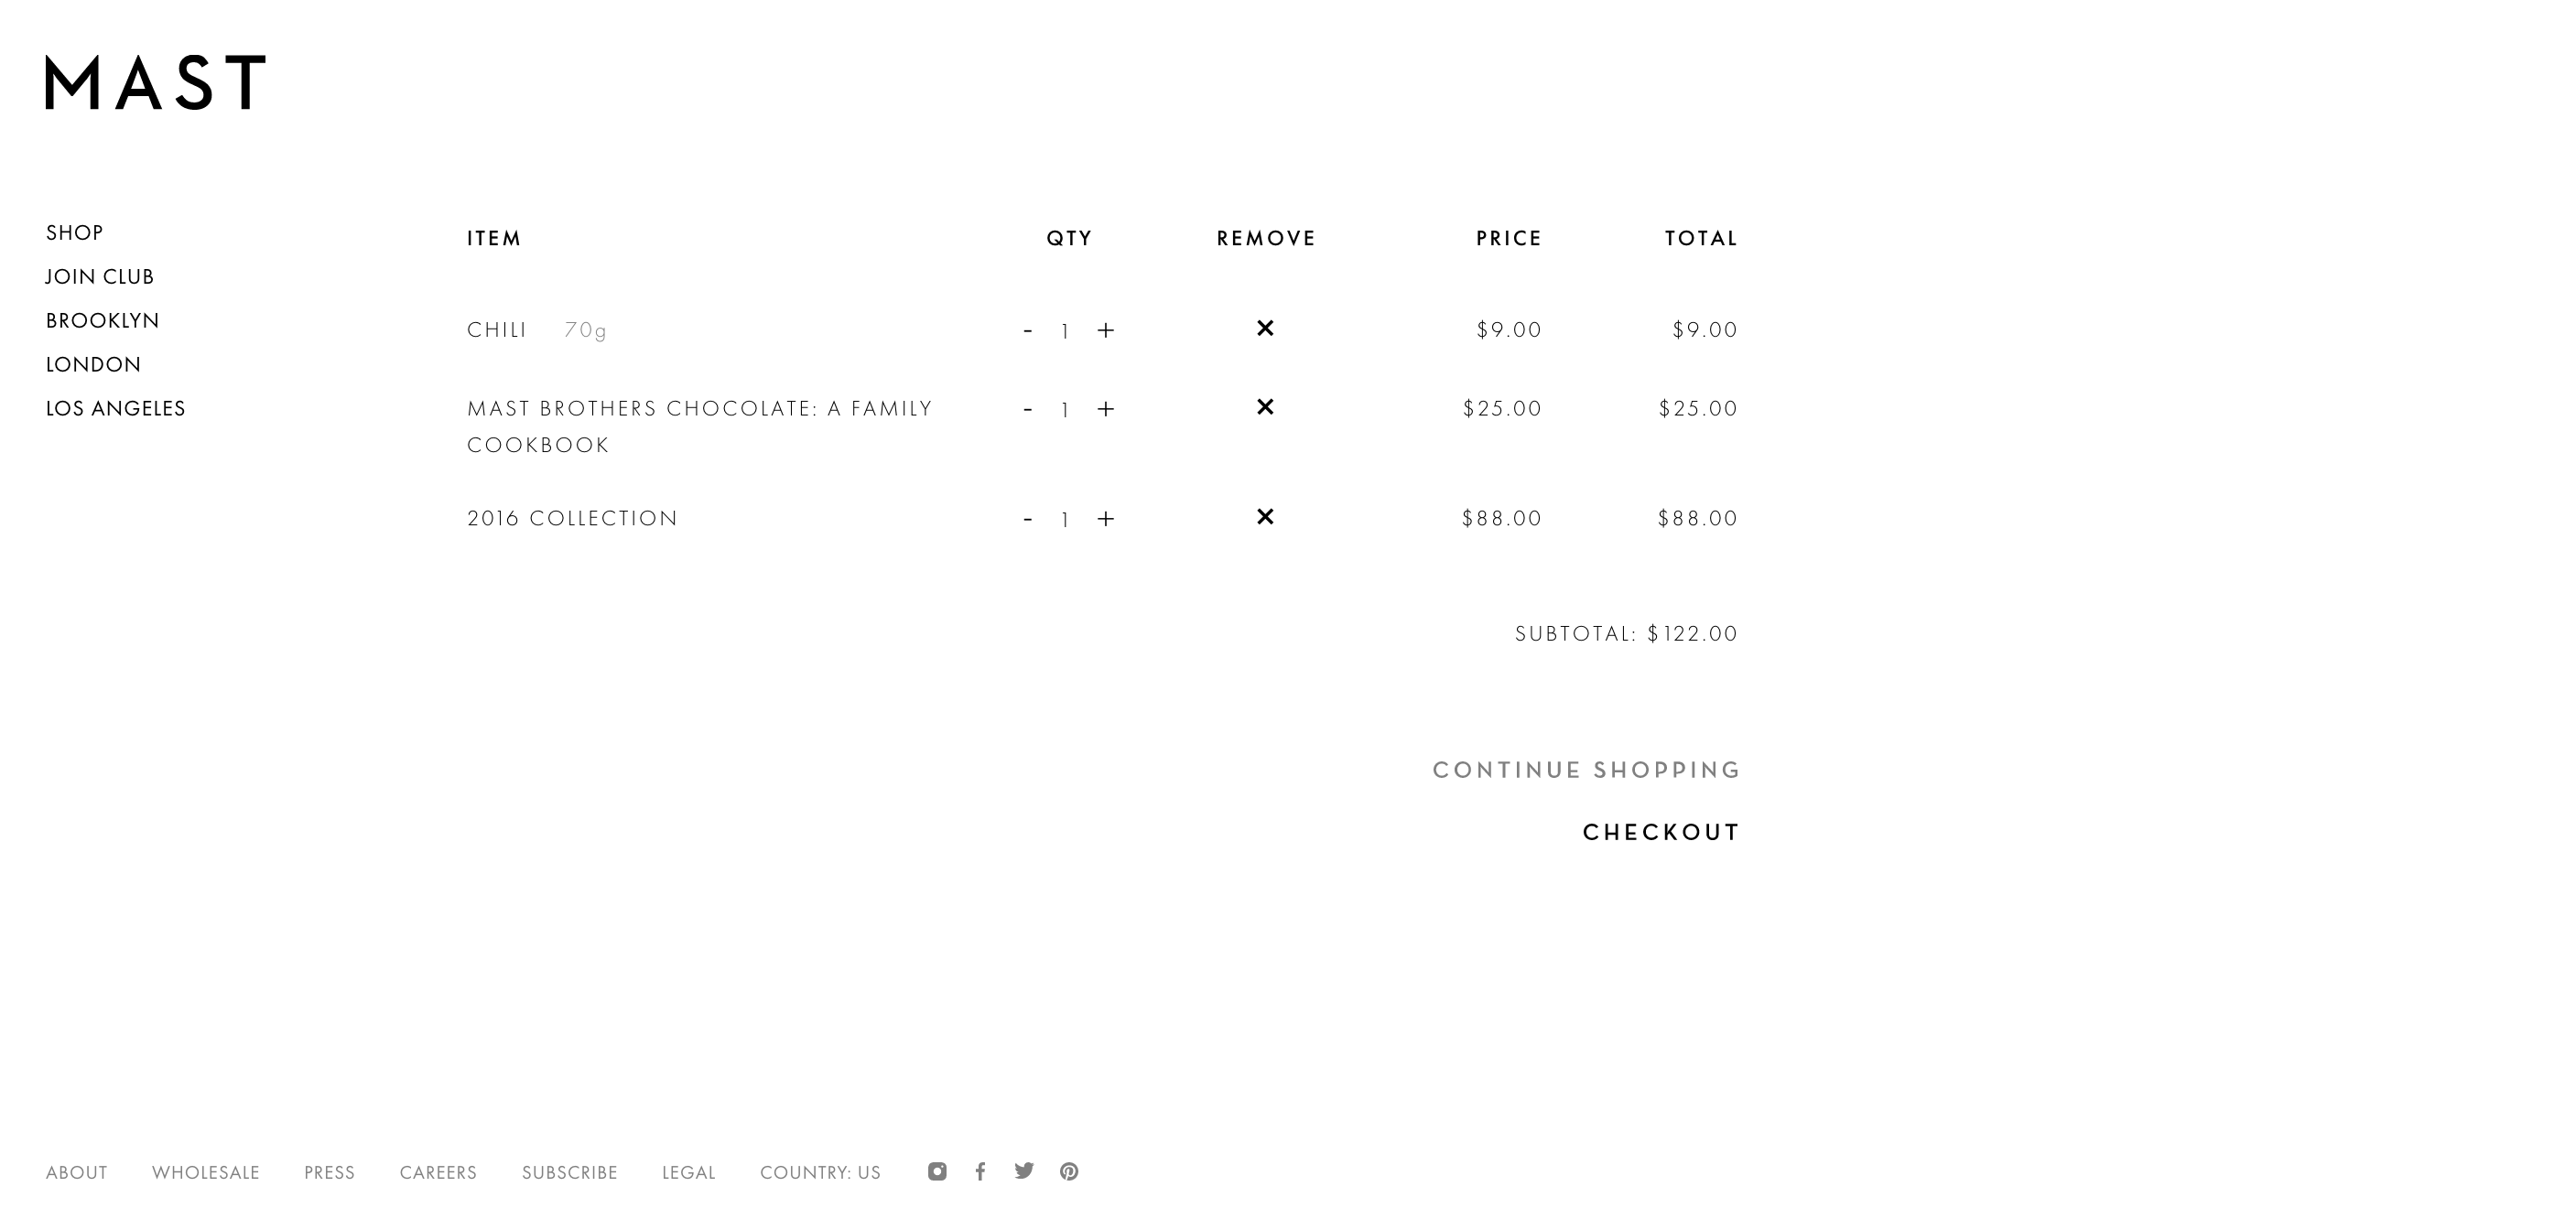 MAST
SHOP
JOIN CLUB
BROOKLYN
LONDON
LOS ANGELES
ITEM QTY REMOVE PRICE TOTAL
CHILI 70g - 1 + × $9.00 $9.00
MAST BROTHERS CHOCOLATE: A FAMILY - 1 + × $25.00 $25.00
COOKBOOK
2016 COLLECTION - 1 + × $88.00 $88.00
SUBTOTAL: $122.00
CONTINUE SHOPPING
CHECKOUT
ABOUT WHOLESALE PRESS CAREERS SUBSCRIBE LEGAL COUNTRY: US